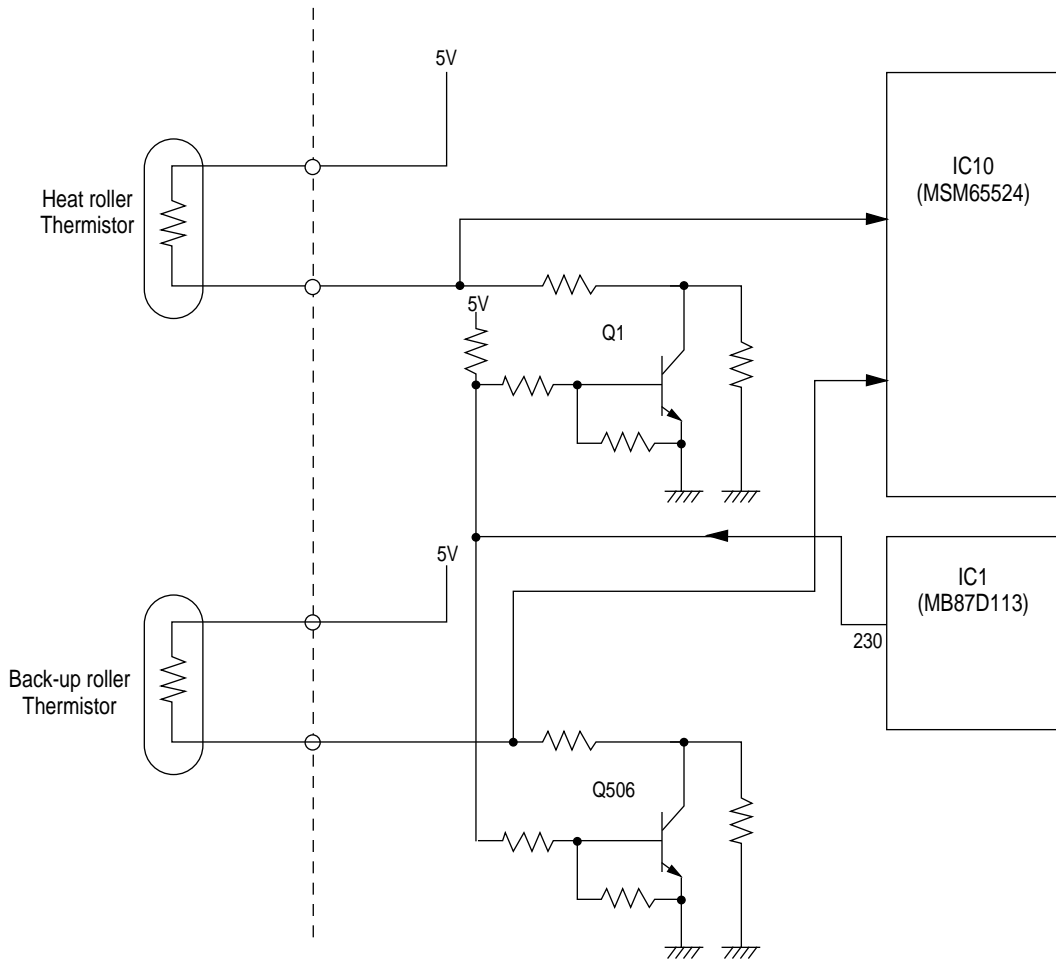 5V
IC10
(MSM65524)
Heat roller
Thermistor
5V
Q1
5V
IC1
(MB87D113)
230
Back-up roller
Thermistor
Q506